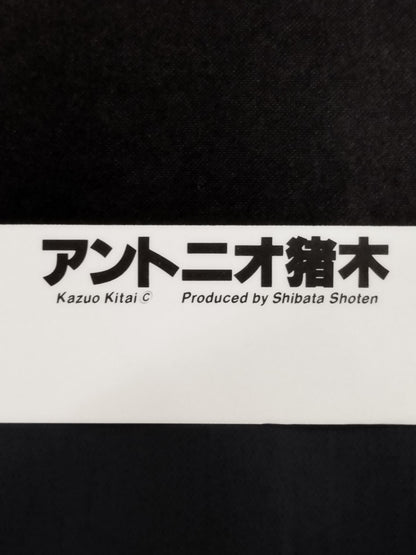 アントニオ猪木
Kazuo Kitai © Produced by Shibata Shoten